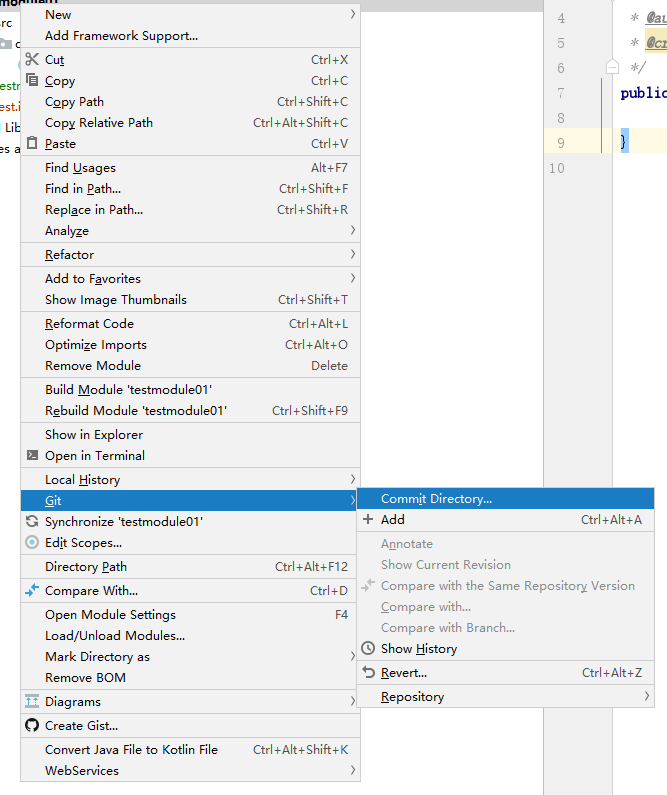 module01
New
src
Add Framework Support...
Cut Ctrl+X
Copy Ctrl+C
Copy Path Ctrl+Shift+C
Copy Relative Path Ctrl+Alt+Shift+C
Paste Ctrl+V
Find Usages Alt+F7
Find in Path... Ctrl+Shift+F
Replace in Path... Ctrl+Shift+R
Analyze
Refactor
Add to Favorites
Show Image Thumbnails Ctrl+Shift+T
Reformat Code Ctrl+Alt+L
Optimize Imports Ctrl+Alt+O
Remove Module Delete
Build Module 'testmodule01'
Rebuild Module 'testmodule01' Ctrl+Shift+F9
Show in Explorer
Open in Terminal
Local History
Git
Synchronize 'testmodule01'
Edit Scopes...
Directory Path Ctrl+Alt+F12
Compare With... Ctrl+D
Open Module Settings F4
Load/Unload Modules...
Mark Directory as
Remove BOM
Diagrams
Create Gist...
Convert Java File to Kotlin File Ctrl+Alt+Shift+K
WebServices
Commit Directory...
Add Ctrl+Alt+A
Annotate
Show Current Revision
Compare with the Same Repository Version
Compare with...
Compare with Branch...
Show History
Revert... Ctrl+Alt+Z
Repository
4 * @au
5 * @cr
6 */
7 public
8
9 }
10